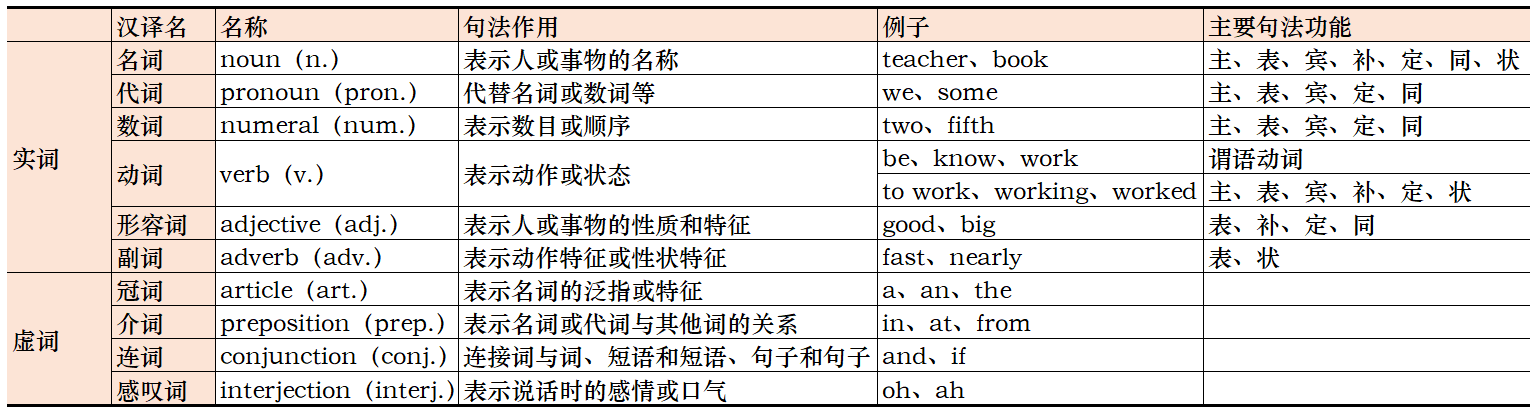 汉译名 名称 句法作用 例子 主要句法功能
实词
名词 noun (n.) 表示人或事物的名称 teacher、book 主、表、宾、补、定、同、状
代词 pronoun (pron.) 代替名词或数词等 we、some 主、表、宾、定、同
数词 numeral (num.) 表示数目或顺序 two、fifth 主、表、宾、定、同
动词 verb (v.) 表示动作或状态 be、know、work 谓语动词
to work、working、worked 主、表、宾、补、定、状
形容词 adjective (adj.) 表示人或事物的性质和特征 good、big 表、补、定、同
副词 adverb (adv.) 表示动作特征或性状特征 fast、nearly 表、状
虚词
冠词 article (art.) 表示名词的泛指或特征 a、an、the
介词 preposition (prep.) 表示名词或代词与其他词的关系 in、at、from
连词 conjunction (conj.) 连接词与词、短语和短语、句子和句子 and、if
感叹词 interjection (interj.) 表示说话时的感情或口气 oh、ah